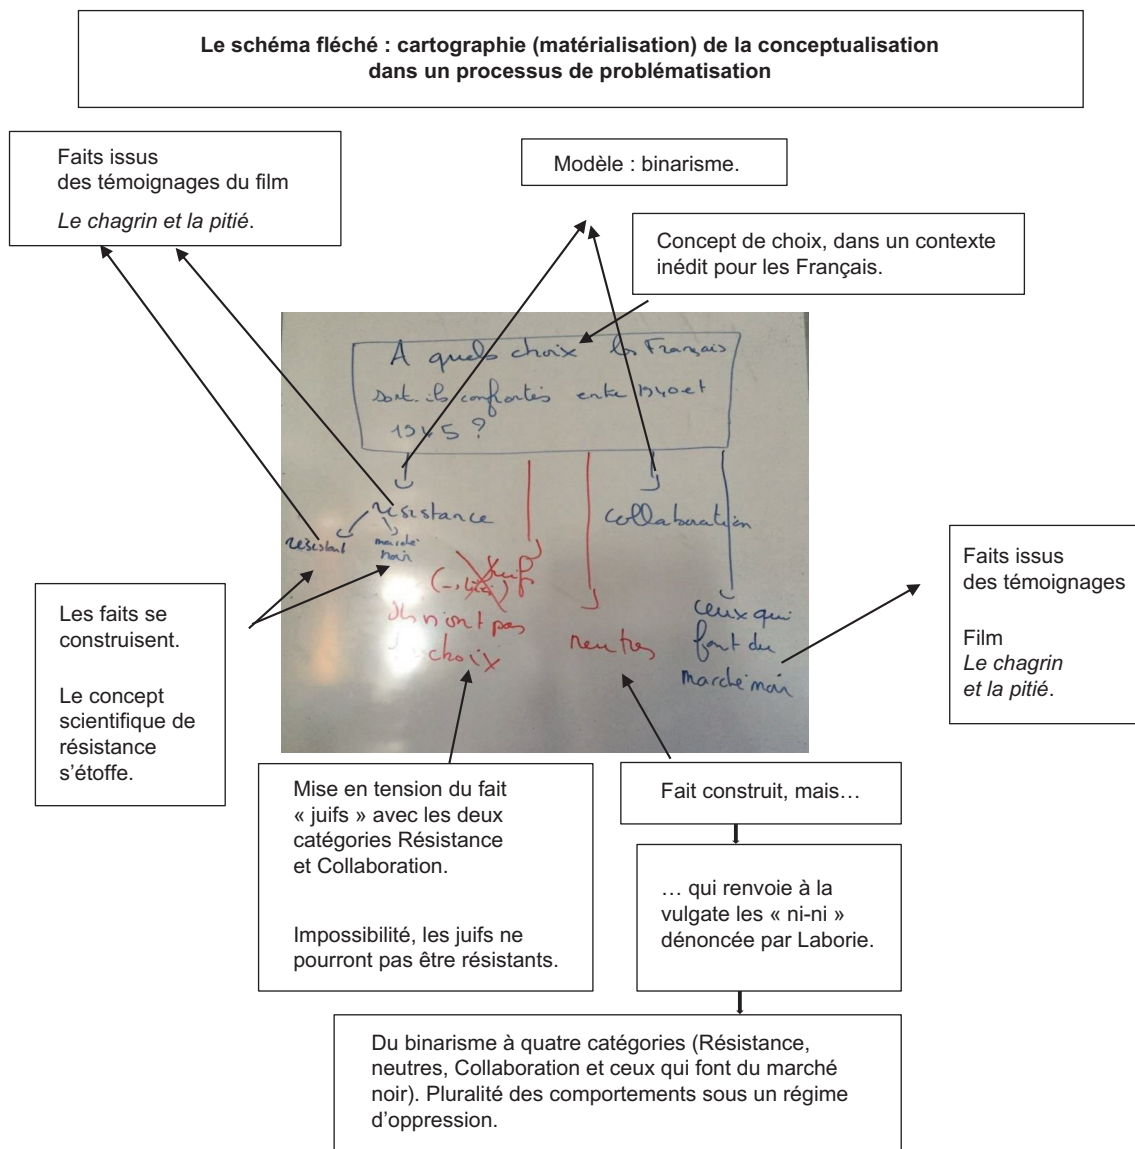 Le schéma fléché : cartographie (matérialisation) de la conceptualisation
dans un processus de problématisation
Faits issus
des témoignages du film
Le chagrin et la pitié.
Modèle : binarisme.
Concept de choix, dans un contexte
inédit pour les Français.
A quels choix les Français
sont-ils confrontés entre 1940 et
1945 ?
résistance
collaboration
résistant
marché
noir
juif
ils n'ont pas
choix
neutres
ceux qui
font du
marché noir
Les faits se
construisent.
Le concept
scientifique de
résistance
s'étoffe.
Faits issus
des témoignages
Film
Le chagrin
et la pitié.
Mise en tension du fait
« juifs » avec les deux
catégories Résistance
et Collaboration.
Impossibilité, les juifs ne
pourront pas être résistants.
Fait construit, mais…
… qui renvoie à la
vulgate les « ni-ni »
dénoncée par Laborie.
Du binarisme à quatre catégories (Résistance,
neutres, Collaboration et ceux qui font du marché
noir). Pluralité des comportements sous un régime
d'oppression.